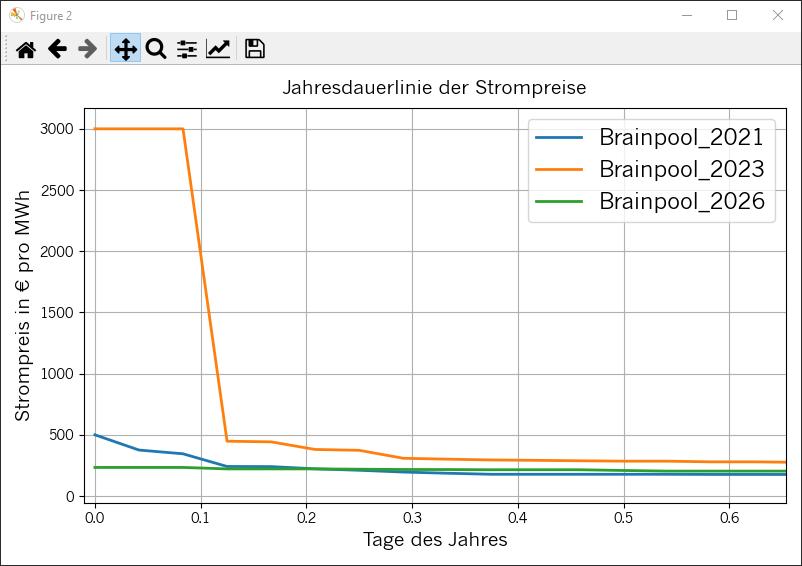 Figure 2
Jahresdauerlinie der Strompreise
Strompreis in € pro MWh
3000
2500
2000
1500
1000
500
0
Brainpool_2021
Brainpool_2023
Brainpool_2026
0.0 0.1 0.2 0.3 0.4 0.5 0.6
Tage des Jahres